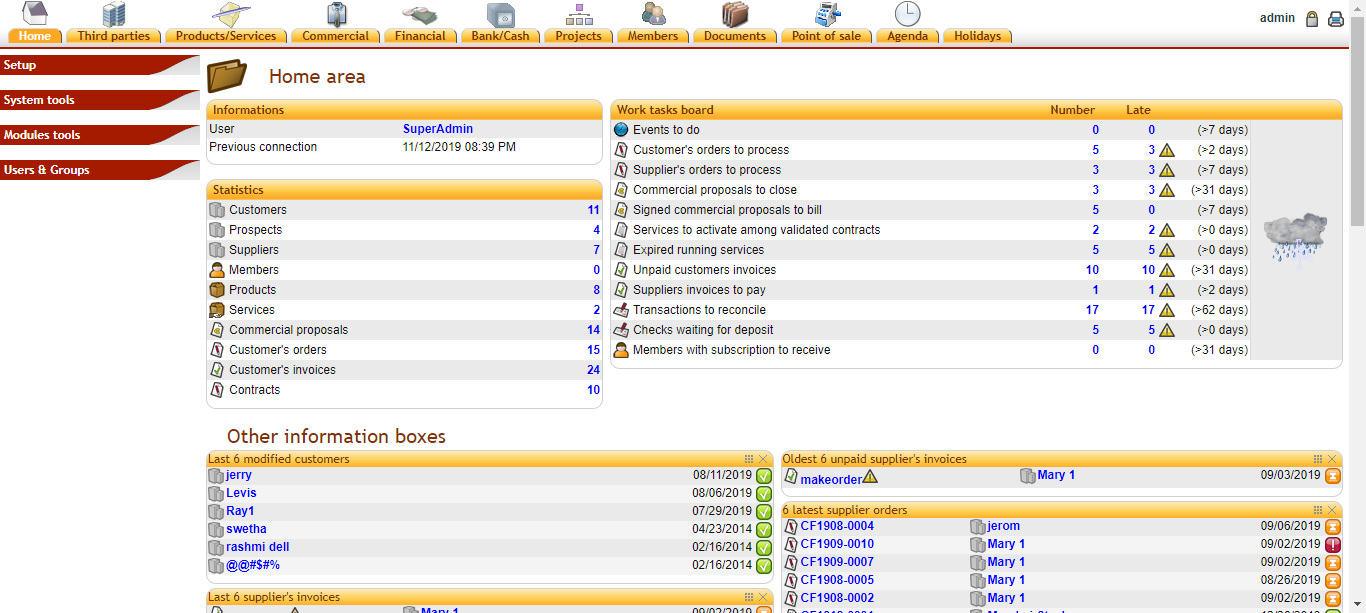 admin
Home Third parties Products/Services Commercial Financial Bank/Cash Projects Members Documents Point of sale Agenda Holidays
Setup
System tools
Modules tools
Users & Groups
Home area
Informations
User SuperAdmin
Previous connection 11/12/2019 08:39 PM
Statistics
Customers 11
Prospects 4
Suppliers 7
Members 0
Products 8
Services 2
Commercial proposals 14
Customer's orders 15
Customer's invoices 24
Contracts 10
Work tasks board Number Late
Events to do 0 0 (>7 days)
Customer's orders to process 5 3 (>2 days)
Supplier's orders to process 3 3 (>7 days)
Commercial proposals to close 3 3 (>31 days)
Signed commercial proposals to bill 5 0 (>7 days)
Services to activate among validated contracts 2 2 (>0 days)
Expired running services 5 5 (>0 days)
Unpaid customers invoices 10 10 (>31 days)
Suppliers invoices to pay 1 1 (>2 days)
Transactions to reconcile 17 17 (>62 days)
Checks waiting for deposit 5 5 (>0 days)
Members with subscription to receive 0 0 (>31 days)
Other information boxes
Last 6 modified customers
jerry 08/11/2019
Levis 08/06/2019
Ray1 07/29/2019
swetha 04/23/2014
rashmi dell 02/16/2014
@@#$#% 02/16/2014
Last 6 supplier's invoices
Mary 1 09/02/2019
Oldest 6 unpaid supplier's invoices
makeorder Mary 1 09/03/2019
6 latest supplier orders
CF1908-0004 jerom 09/06/2019
CF1909-0010 Mary 1 09/02/2019
CF1909-0007 Mary 1 09/02/2019
CF1908-0005 Mary 1 08/26/2019
CF1908-0002 Mary 1 09/02/2019